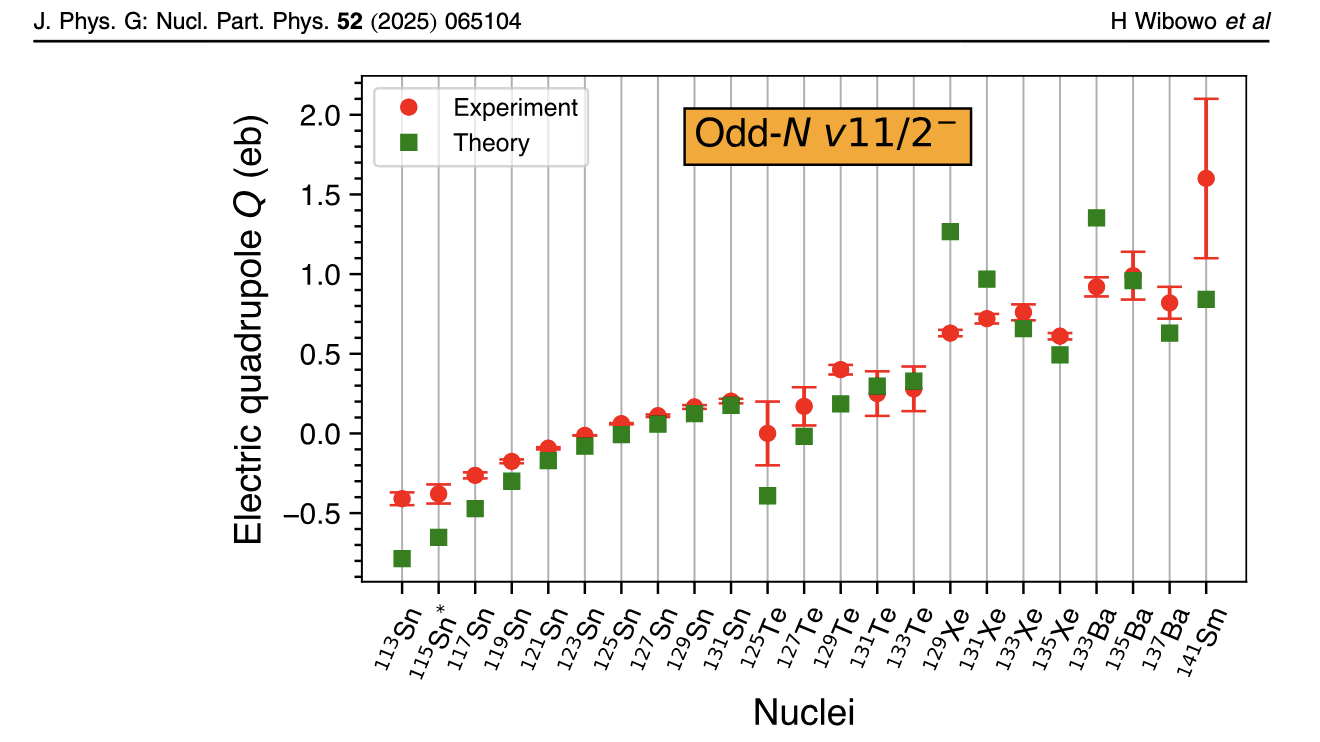 J. Phys. G: Nucl. Part. Phys. 52 (2025) 065104 H Wibowo et al
Experiment
Theory
Odd-N ν11/2⁻
Electric quadrupole Q (eb)
2.0
1.5
1.0
0.5
0.0
−0.5
¹¹³Sn
¹¹⁵Sn*
¹¹⁷Sn
¹¹⁹Sn
¹²¹Sn
¹²³Sn
¹²⁵Sn
¹²⁷Sn
¹²⁹Sn
¹³¹Sn
¹²⁵Te
¹²⁷Te
¹²⁹Te
¹³¹Te
¹³³Te
¹²⁹Xe
¹³¹Xe
¹³³Xe
¹³⁵Xe
¹³³Ba
¹³⁵Ba
¹³⁷Ba
¹⁴¹Sm
Nuclei